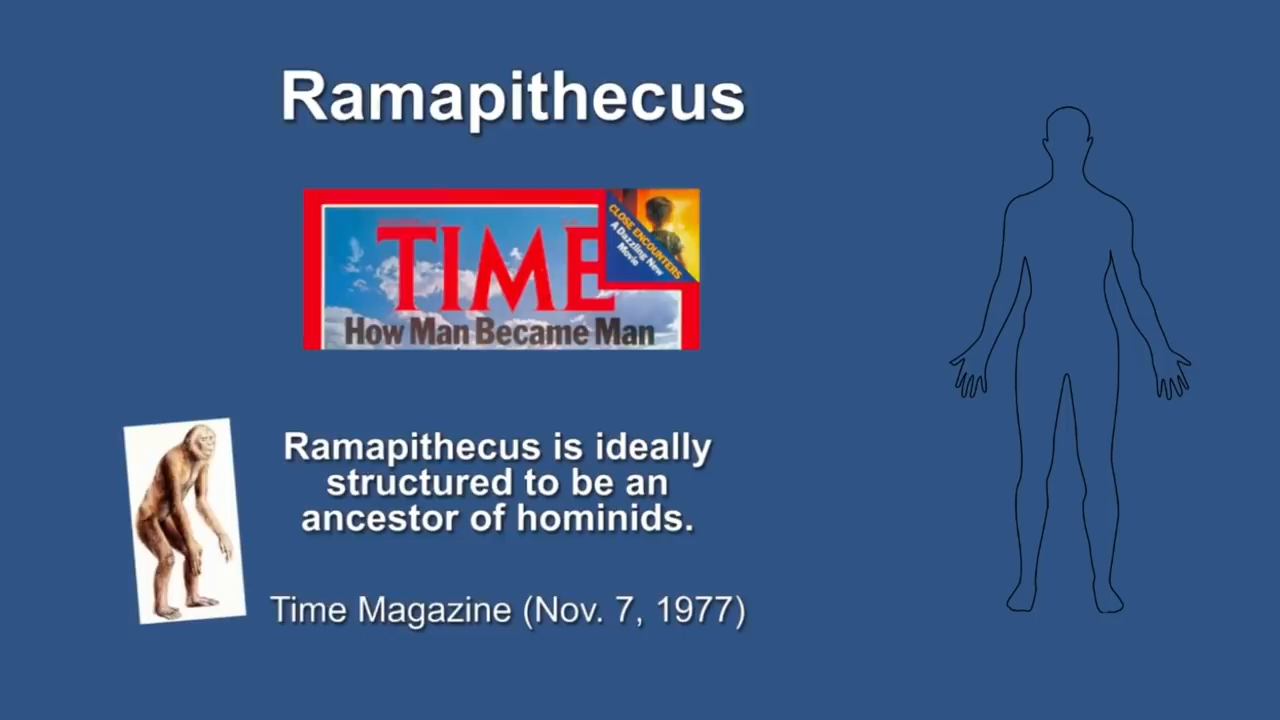 Ramapithecus
TIME
CLOSE ENCOUNTERS
A Dazzling New
Movie
How Man Became Man
Ramapithecus is ideally
structured to be an
ancestor of hominids.
Time Magazine (Nov. 7, 1977)